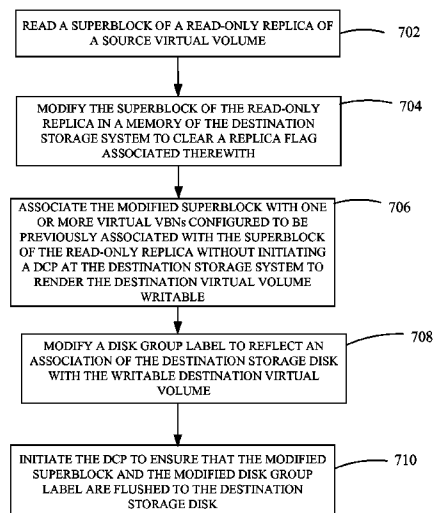 READ A SUPERBLOCK OF A READ-ONLY REPLICA OF
A SOURCE VIRTUAL VOLUME
702
MODIFY THE SUPERBLOCK OF THE READ-ONLY
REPLICA IN A MEMORY OF THE DESTINATION
STORAGE SYSTEM TO CLEAR A REPLICA FLAG
ASSOCIATED THEREWITH
704
ASSOCIATE THE MODIFIED SUPERBLOCK WITH ONE
OR MORE VIRTUAL VBNs CONFIGURED TO BE
PREVIOUSLY ASSOCIATED WITH THE SUPERBLOCK
OF THE READ-ONLY REPLICA WITHOUT INITIATING
A DCP AT THE DESTINATION STORAGE SYSTEM TO
RENDER THE DESTINATION VIRTUAL VOLUME
WRITABLE
706
MODIFY A DISK GROUP LABEL TO REFLECT AN
ASSOCIATION OF THE DESTINATION STORAGE DISK
WITH THE WRITABLE DESTINATION VIRTUAL
VOLUME
708
INITIATE THE DCP TO ENSURE THAT THE MODIFIED
SUPERBLOCK AND THE MODIFIED DISK GROUP
LABEL ARE FLUSHED TO THE DESTINATION
STORAGE DISK
710